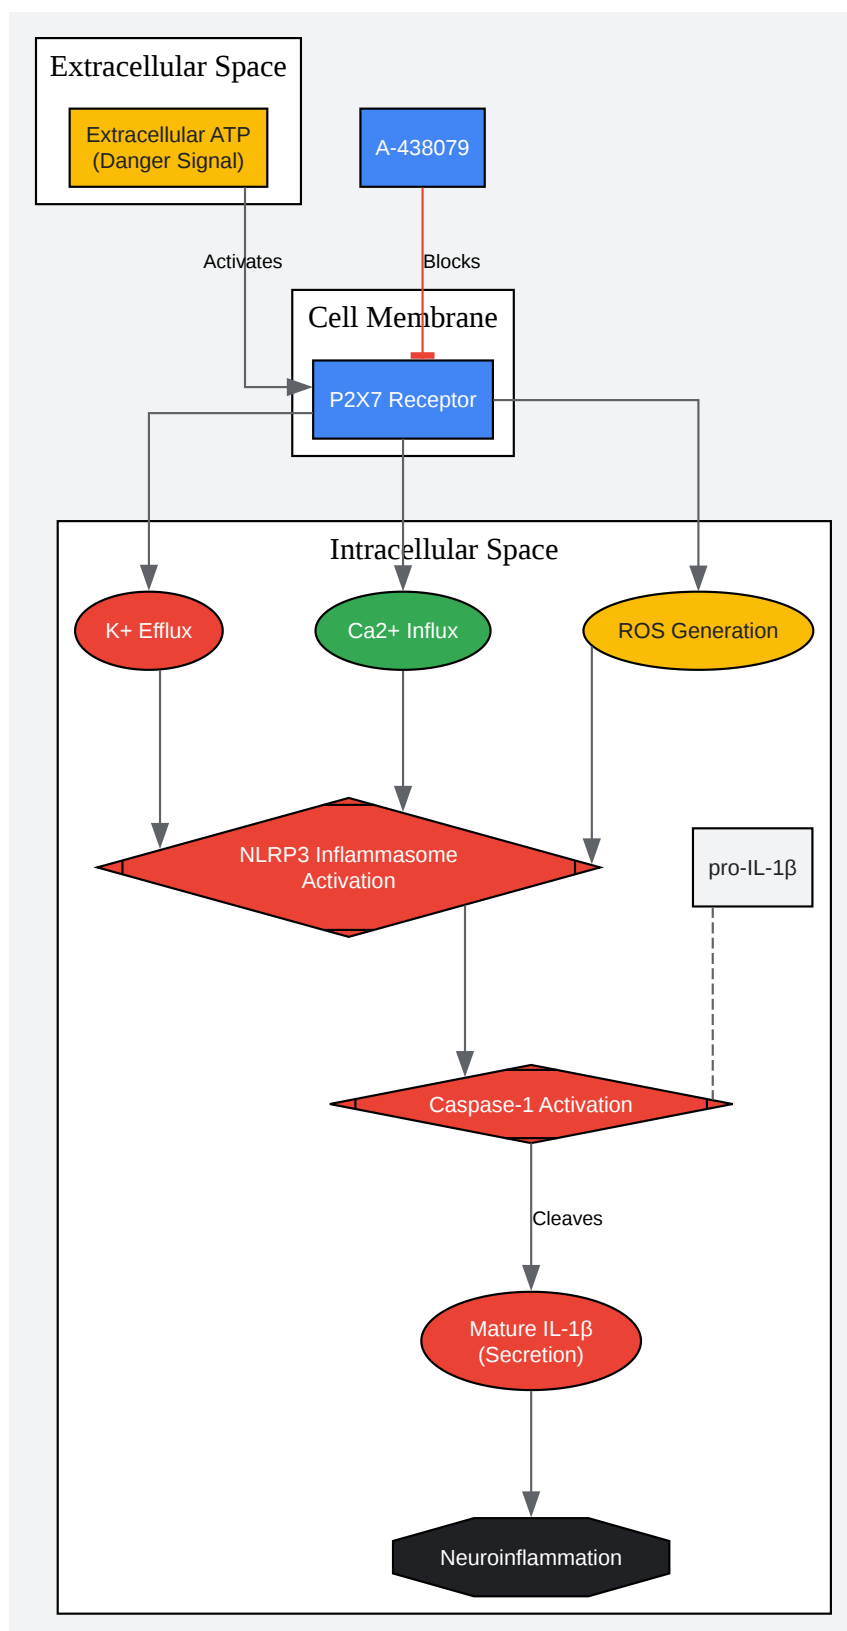 Extracellular Space
Extracellular ATP
(Danger Signal)
A-438079
Activates
Blocks
Cell Membrane
P2X7 Receptor
Intracellular Space
K+ Efflux
Ca2+ Influx
ROS Generation
NLRP3 Inflammasome
Activation
pro-IL-1β
Caspase-1 Activation
Cleaves
Mature IL-1β
(Secretion)
Neuroinflammation